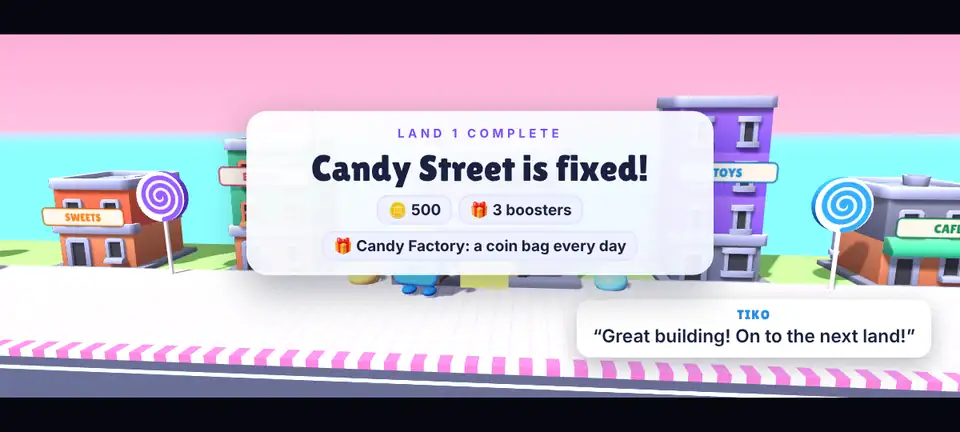 LAND 1 COMPLETE
Candy Street is fixed!
500
3 boosters
Candy Factory: a coin bag every day
SWEETS
TOYS
TIKO
“Great building! On to the next land!”